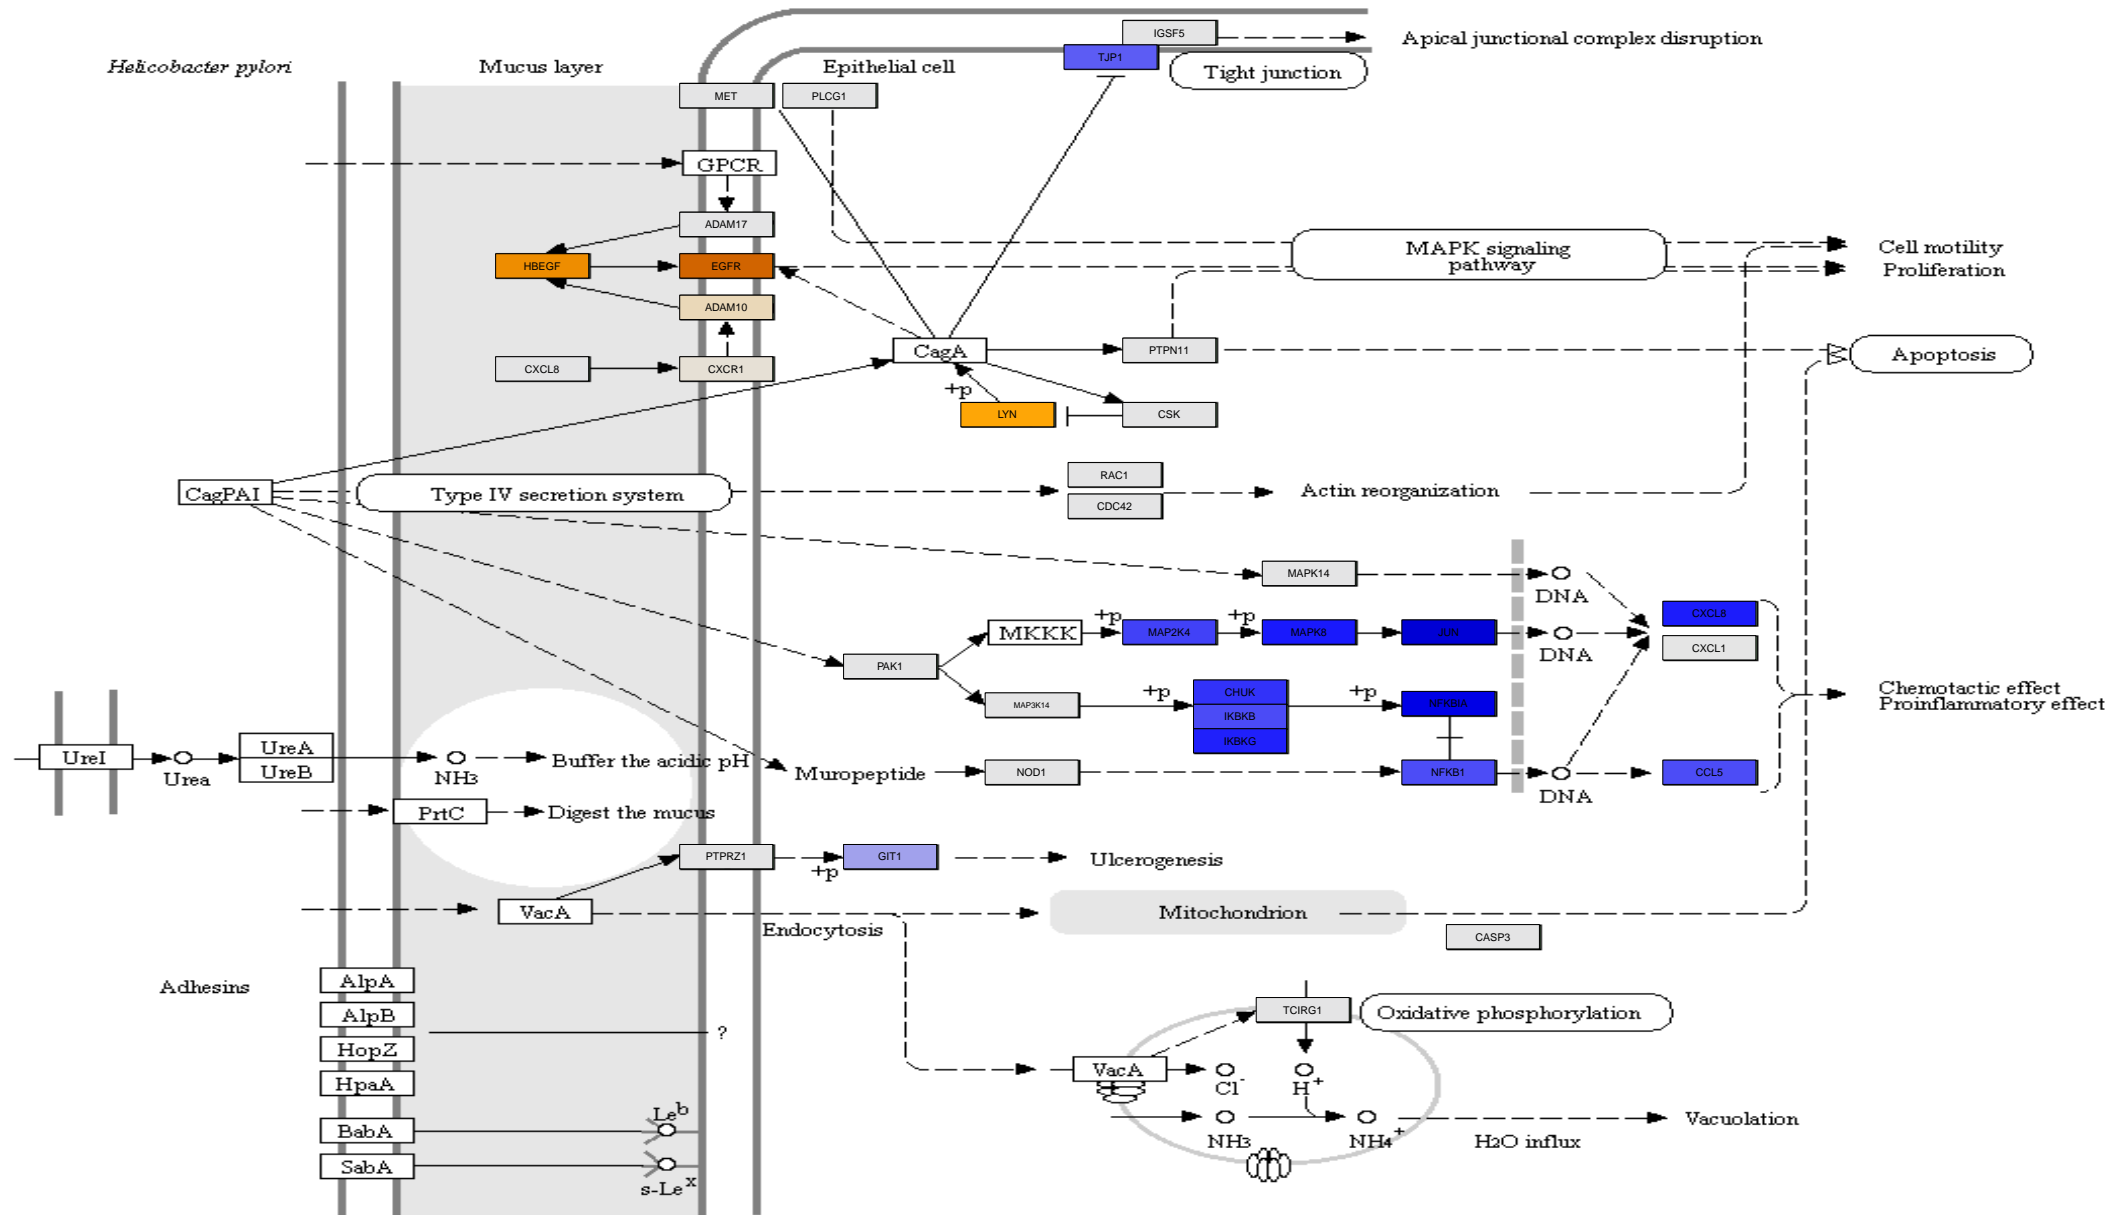 IGSF5
Apical junctional complex disruption
TJP1
Helicobacter pylori
Mucus layer
Epithelial cell
Tight junction
MET
PLCG1
GPCR
ADAM17
MAPK signaling
pathway
Cell motility
HBEGF
EGFR
Proliferation
ADAM10
CagA
PTPN11
Apoptosis
CXCL8
CXCR1
+p
LYN
CSK
RAC1
CagPAI
Type IV secretion system
Actin reorganization
CDC42
MAPK14
DNA
+p
+p
CXCL8
MKKK
MAP2K4
MAPK8
JUN
CXCL1
DNA
PAK1
+p
+p
CHUK
Chemotactic effect
Proinflammatory effect
MAP3K14
NFKBIA
IKBKB
IKBKG
UreI
Urea
UreA
UreB
NH3
Buffer the acidic pH
Muropeptide
NOD1
NFKB1
CCL5
DNA
PrtC
Digest the mucus
PTPRZ1
+p
GIT1
Ulcerogenesis
VacA
Endocytosis
Mitochondrion
CASP3
Adhesins
AlpA
AlpB
HopZ
HpaA
BabA
SabA
?
Le b
s-Le x
TCIRG1
Oxidative phosphorylation
VacA
Cl -
H +
NH3
NH4 +
H2O influx
Vacuolation